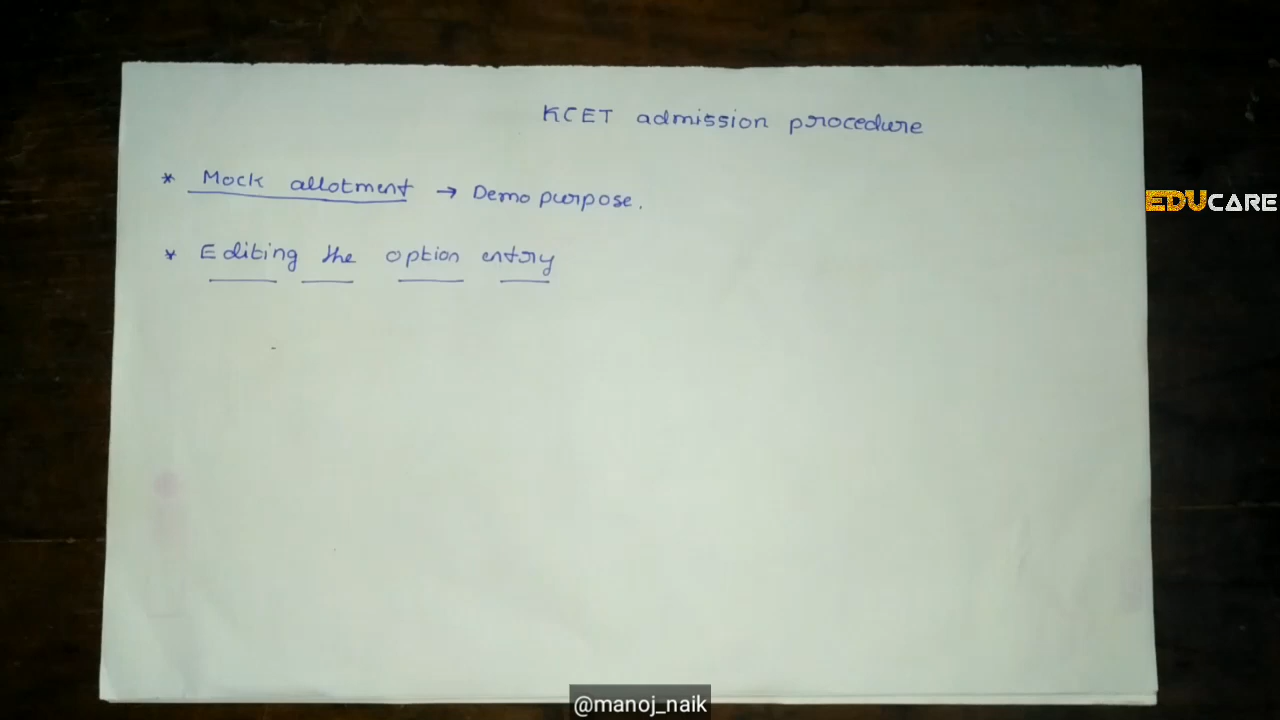 KCET admission procedure
* Mock allotment → Demo purpose.
EDUCARE
* Editing the option entry
@manoj_naik